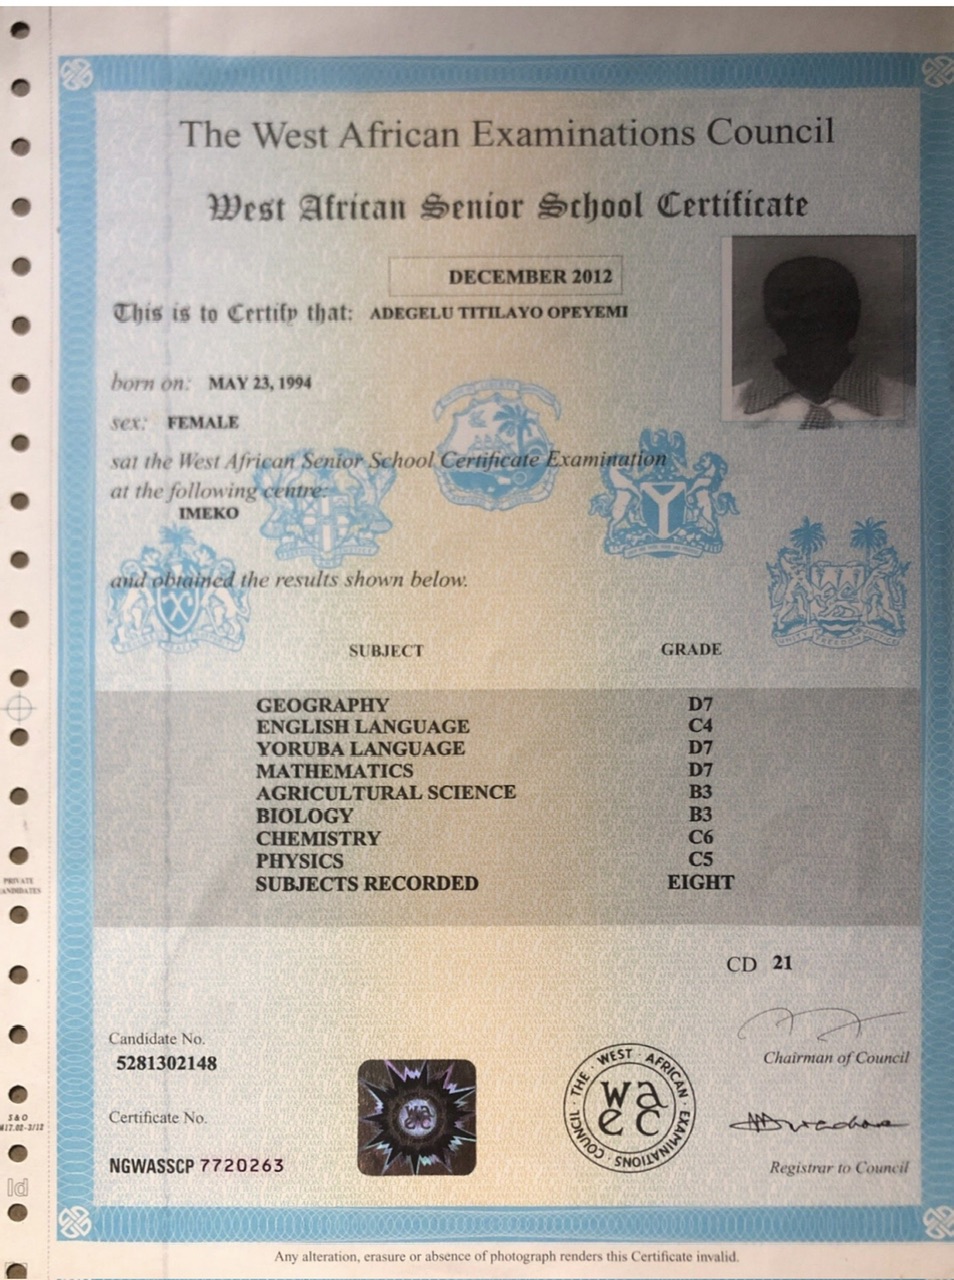 The West African Examinations Council
West African Senior School Certificate
DECEMBER 2012
This is to Certify that: ADEGELU TITILAYO OPEYEMI
born on: MAY 23, 1994
sex: FEMALE
sat the West African Senior School Certificate Examination
at the following centre:
IMEKO
and obtained the results shown below.
SUBJECT GRADE
GEOGRAPHY D7
ENGLISH LANGUAGE C4
YORUBA LANGUAGE D7
MATHEMATICS D7
AGRICULTURAL SCIENCE B3
BIOLOGY B3
CHEMISTRY C6
PHYSICS C5
SUBJECTS RECORDED EIGHT
PRIVATE
CD 21
Candidate No.
5281302148
Chairman of Council
Certificate No.
NGWASSCP 7720263
THE · WEST · AFRICAN · EXAMINATIONS · COUNCIL
waec
waec
Registrar to Council
Any alteration, erasure or absence of photograph renders this Certificate invalid.